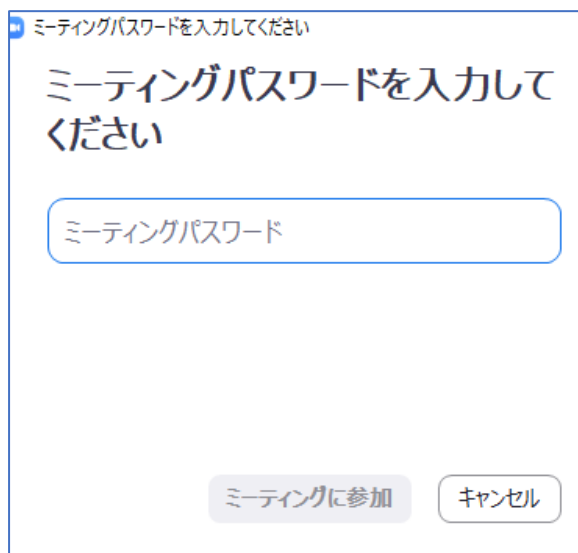 ミーティングパスワードを入力してください
ミーティングパスワードを入力して
ください
ミーティングパスワード
ミーティングに参加
キャンセル